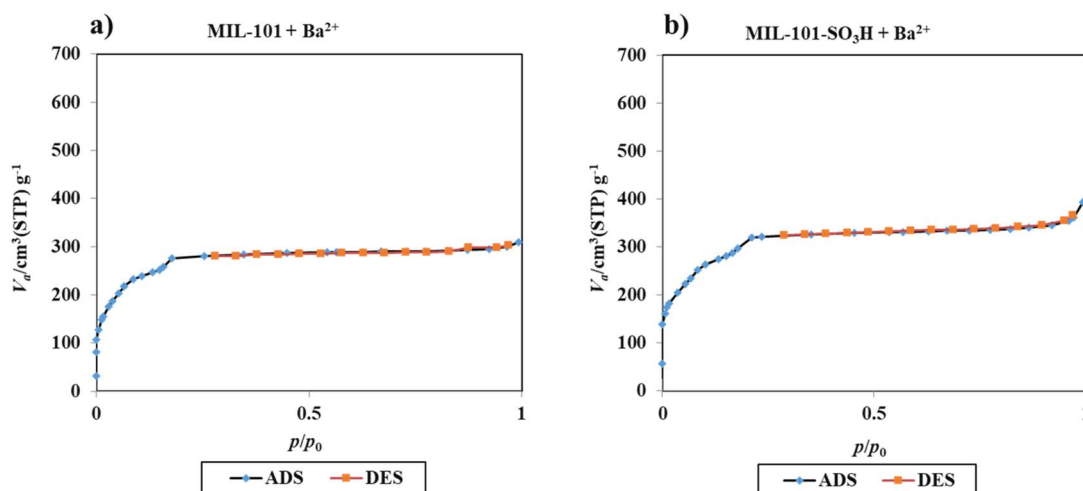 a)
MIL-101 + Ba²⁺
700
600
500
400
300
200
100
0
Vₐ/cm³(STP) g⁻¹
0
0.5
1
p/p₀
ADS
DES
b)
MIL-101-SO₃H + Ba²⁺
700
600
500
400
300
200
100
0
Vₐ/cm³(STP) g⁻¹
0
0.5
p/p₀
ADS
DES